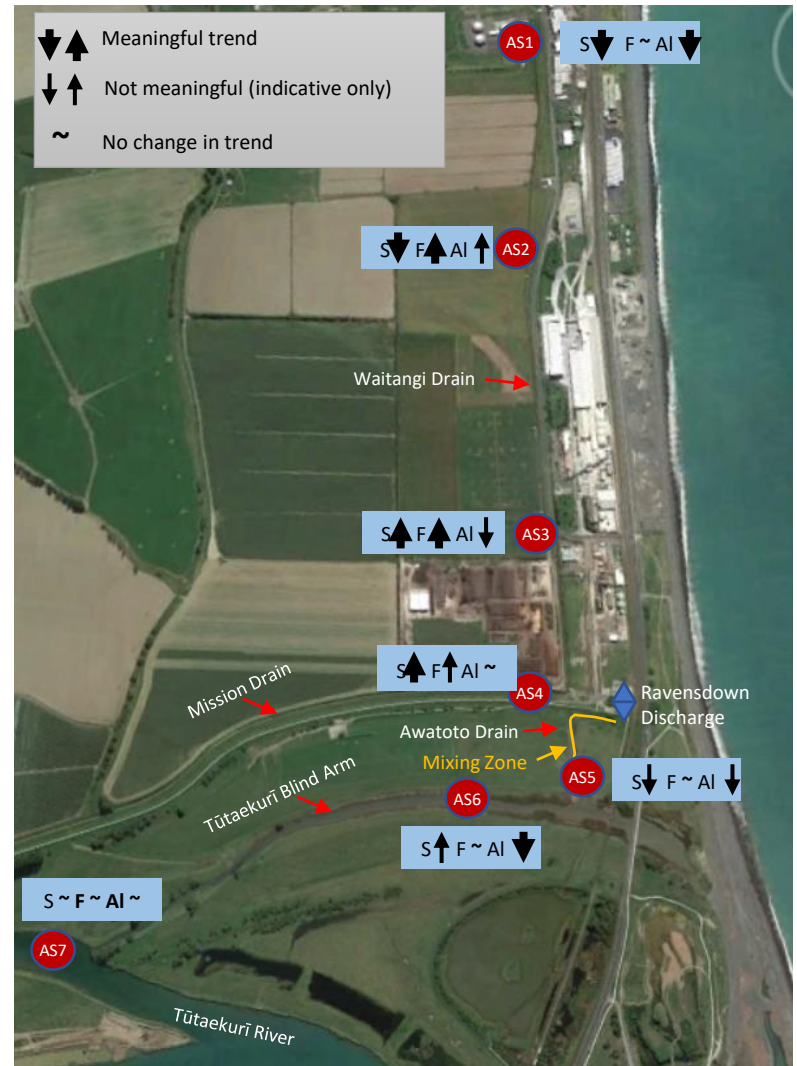 Meaningful trend
Not meaningful (indicative only)
~ No change in trend
AS1
S F ~ Al
S F Al
AS2
Waitangi Drain
S F Al
AS3
S F Al ~
AS4
Mission Drain
Ravensdown
Discharge
Awatoto Drain
Mixing Zone
AS5
S F ~ Al
Tūtaekurī Blind Arm
AS6
S F ~ Al
S ~ F ~ Al ~
AS7
Tūtaekurī River